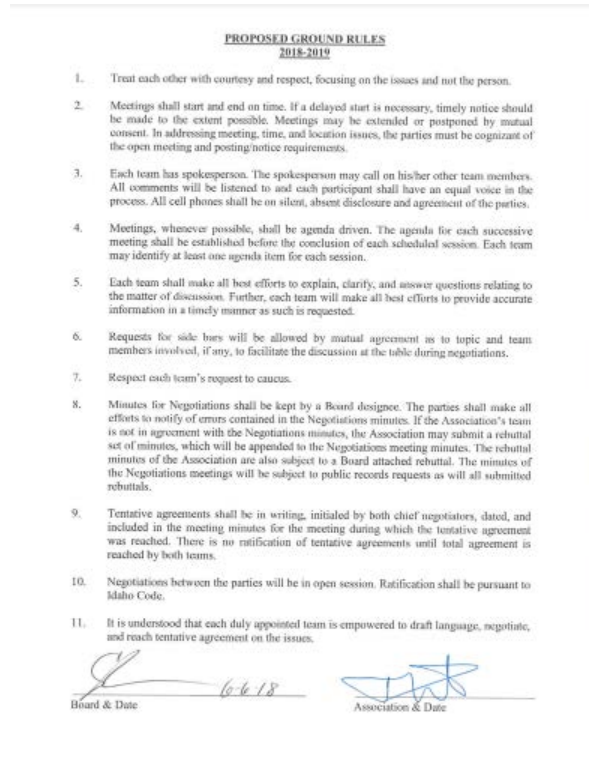 PROPOSED GROUND RULES
2018-2019
1. Treat each other with courtesy and respect, focusing on the issues and not the person.
2. Meetings shall start and end on time. If a delayed start is necessary, timely notice should
be made to the extent possible. Meetings may be extended or postponed by mutual
consent. In addressing meeting, time, and location issues, the parties must be cognizant of
the open meeting and posting/notice requirements.
3. Each team has spokesperson. The spokesperson may call on his/her other team members.
All comments will be listened to and each participant shall have an equal voice in the
process. All cell phones shall be on silent, absent disclosure and agreement of the parties.
4. Meetings, whenever possible, shall be agenda driven. The agenda for each successive
meeting shall be established before the conclusion of each scheduled session. Each team
may identify at least one agenda item for each session.
5. Each team shall make all best efforts to explain, clarify, and answer questions relating to
the matter of discussion. Further, each team will make all best efforts to provide accurate
information in a timely manner as such is requested.
6. Requests for side bars will be allowed by mutual agreement as to topic and team
members involved, if any, to facilitate the discussion at the table during negotiations.
7. Respect each team's request to caucus.
8. Minutes for Negotiations shall be kept by a Board designee. The parties shall make all
efforts to notify of errors contained in the Negotiations minutes. If the Association's team
is not in agreement with the Negotiations minutes, the Association may submit a rebuttal
set of minutes, which will be appended to the Negotiations meeting minutes. The rebuttal
minutes of the Association are also subject to a Board attached rebuttal. The minutes of
the Negotiations meetings will be subject to public records requests as will all submitted
rebuttals.
9. Tentative agreements shall be in writing, initialed by both chief negotiators, dated, and
included in the meeting minutes for the meeting during which the tentative agreement
was reached. There is no ratification of tentative agreements until total agreement is
reached by both teams.
10. Negotiations between the parties will be in open session. Ratification shall be pursuant to
Idaho Code.
11. It is understood that each duly appointed team is empowered to draft language, negotiate,
and reach tentative agreement on the issues.
6-6-18
Board & Date
Association & Date